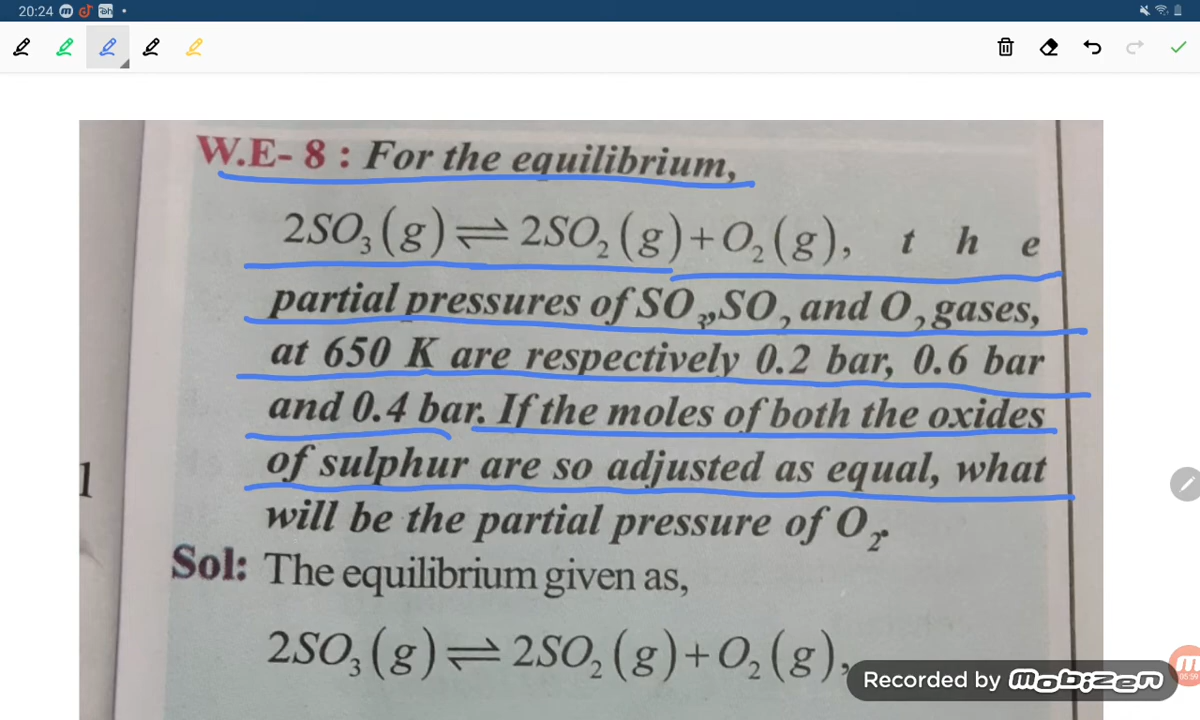 20:24
W.E- 8 : For the equilibrium,
2SO₃(g)⇌2SO₂(g)+O₂(g), t h e
partial pressures of SO₃,SO₂ and O₂ gases,
at 650 K are respectively 0.2 bar, 0.6 bar
and 0.4 bar. If the moles of both the oxides
of sulphur are so adjusted as equal, what
1
will be the partial pressure of O₂.
Sol: The equilibrium given as,
2SO₃(g)⇌2SO₂(g)+O₂(g),
Recorded by mobizen
05:59